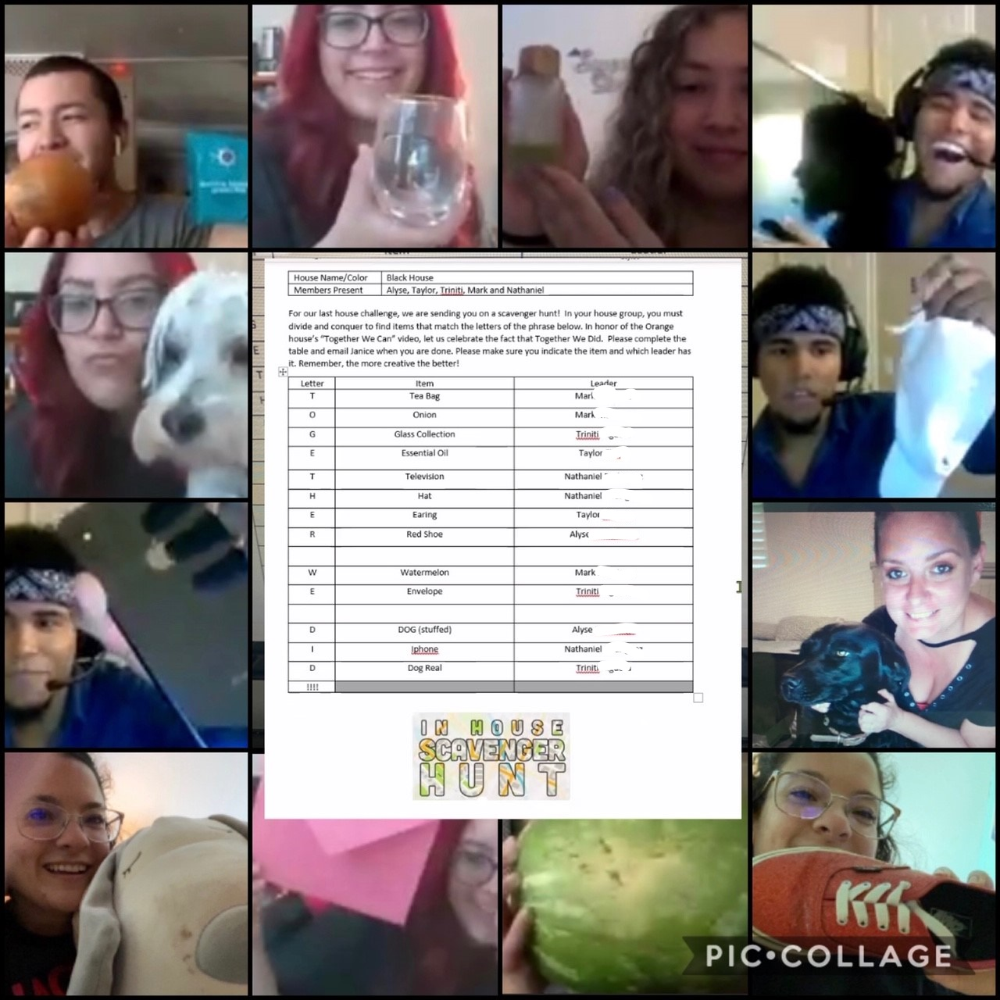 House Name/Color Black House
Members Present Alyse, Taylor, Triniti, Mark and Nathaniel
For our last house challenge, we are sending you on a scavenger hunt! In your house group, you must
divide and conquer to find items that match the letters of the phrase below. In honor of the Orange
house's "Together We Can" video, let us celebrate the fact that Together We Did. Please complete the
table and email Janice when you are done. Please make sure you indicate the item and which leader has
it. Remember, the more creative the better!
Letter Item Leader
T Tea Bag Mark
O Onion Mark
G Glass Collection Triniti
E Essential Oil Taylor
T Television Nathaniel
H Hat Nathaniel
E Earing Taylor
R Red Shoe Alyse
W Watermelon Mark
E Envelope Triniti
D DOG (stuffed) Alyse
I Iphone Nathaniel
D Dog Real Triniti
!!!!
IN HOUSE
SCAVENGER
HUNT
PIC•COLLAGE